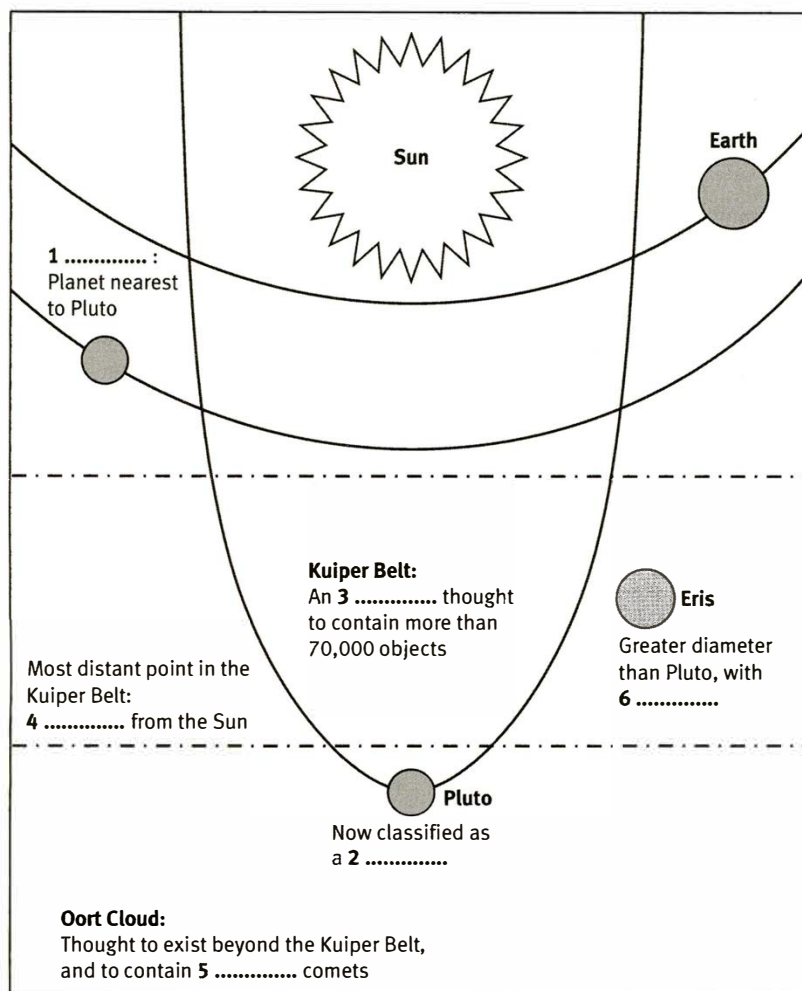 Sun
Earth
1 .............. :
Planet nearest
to Pluto
Kuiper Belt:
An 3 .............. thought
to contain more than
70,000 objects
Eris
Greater diameter
than Pluto, with
6 ..............
Most distant point in the
Kuiper Belt:
4 .............. from the Sun
Pluto
Now classified as
a 2 ..............
Oort Cloud:
Thought to exist beyond the Kuiper Belt,
and to contain 5 .............. comets